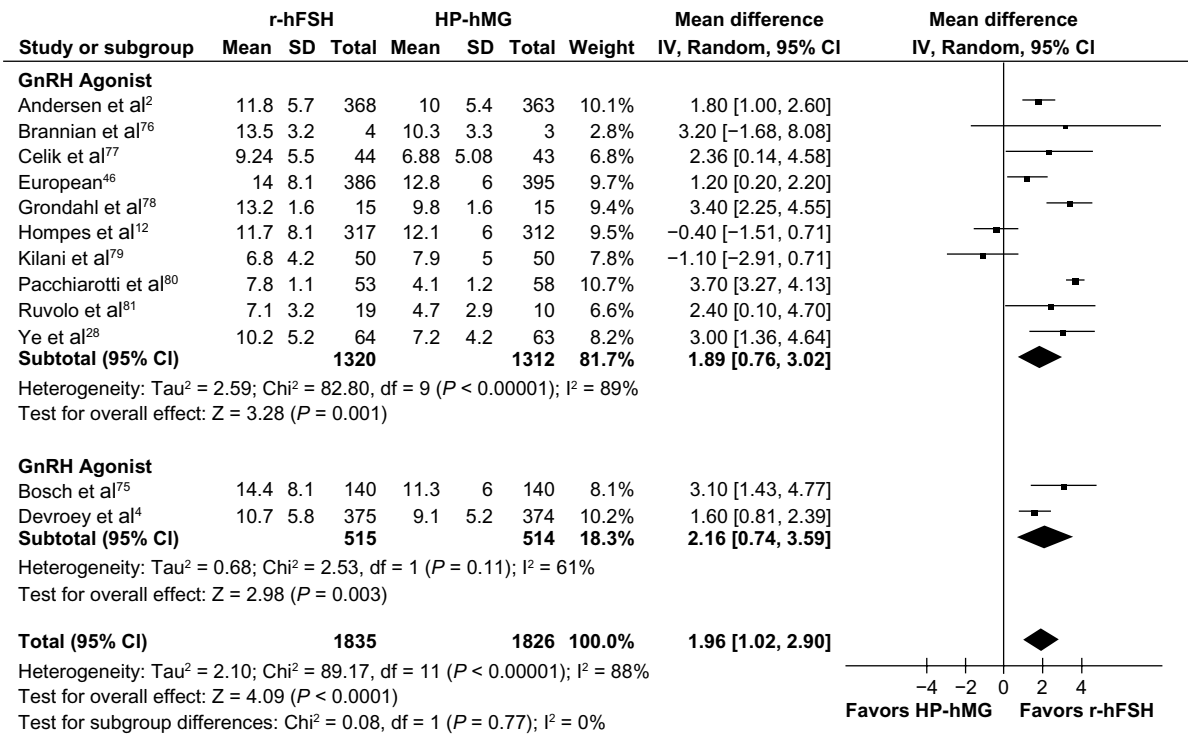 r-hFSH HP-hMG Mean difference Mean difference
Study or subgroup Mean SD Total Mean SD Total Weight IV, Random, 95% CI IV, Random, 95% CI
GnRH Agonist
Andersen et al² 11.8 5.7 368 10 5.4 363 10.1% 1.80 [1.00, 2.60]
Brannian et al⁷⁶ 13.5 3.2 4 10.3 3.3 3 2.8% 3.20 [−1.68, 8.08]
Celik et al⁷⁷ 9.24 5.5 44 6.88 5.08 43 6.8% 2.36 [0.14, 4.58]
European⁴⁶ 14 8.1 386 12.8 6 395 9.7% 1.20 [0.20, 2.20]
Grondahl et al⁷⁸ 13.2 1.6 15 9.8 1.6 15 9.4% 3.40 [2.25, 4.55]
Hompes et al¹² 11.7 8.1 317 12.1 6 312 9.5% −0.40 [−1.51, 0.71]
Kilani et al⁷⁹ 6.8 4.2 50 7.9 5 50 7.8% −1.10 [−2.91, 0.71]
Pacchiarotti et al⁸⁰ 7.8 1.1 53 4.1 1.2 58 10.7% 3.70 [3.27, 4.13]
Ruvolo et al⁸¹ 7.1 3.2 19 4.7 2.9 10 6.6% 2.40 [0.10, 4.70]
Ye et al²⁸ 10.2 5.2 64 7.2 4.2 63 8.2% 3.00 [1.36, 4.64]
Subtotal (95% CI) 1320 1312 81.7% 1.89 [0.76, 3.02]
Heterogeneity: Tau² = 2.59; Chi² = 82.80, df = 9 (P < 0.00001); I² = 89%
Test for overall effect: Z = 3.28 (P = 0.001)
GnRH Agonist
Bosch et al⁷⁵ 14.4 8.1 140 11.3 6 140 8.1% 3.10 [1.43, 4.77]
Devroey et al⁴ 10.7 5.8 375 9.1 5.2 374 10.2% 1.60 [0.81, 2.39]
Subtotal (95% CI) 515 514 18.3% 2.16 [0.74, 3.59]
Heterogeneity: Tau² = 0.68; Chi² = 2.53, df = 1 (P = 0.11); I² = 61%
Test for overall effect: Z = 2.98 (P = 0.003)
Total (95% CI) 1835 1826 100.0% 1.96 [1.02, 2.90]
Heterogeneity: Tau² = 2.10; Chi² = 89.17, df = 11 (P < 0.00001); I² = 88%
Test for overall effect: Z = 4.09 (P < 0.0001)
Test for subgroup differences: Chi² = 0.08, df = 1 (P = 0.77); I² = 0%
−4 −2 0 2 4
Favors HP-hMG Favors r-hFSH